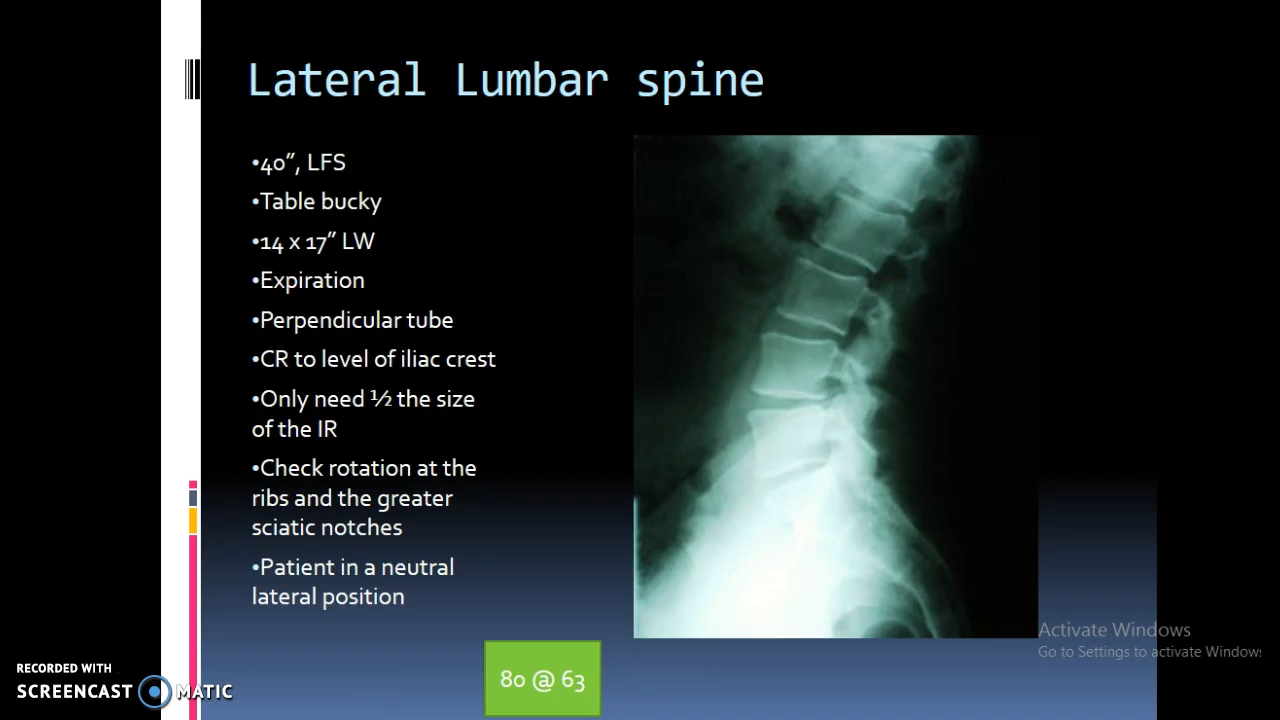 Lateral Lumbar spine
•40”, LFS
•Table bucky
•14 x 17” LW
•Expiration
•Perpendicular tube
•CR to level of iliac crest
•Only need ½ the size
of the IR
•Check rotation at the
ribs and the greater
sciatic notches
•Patient in a neutral
lateral position
80 @ 63
Activate Windows
Go to Settings to activate Windows
RECORDED WITH
SCREENCAST MATIC